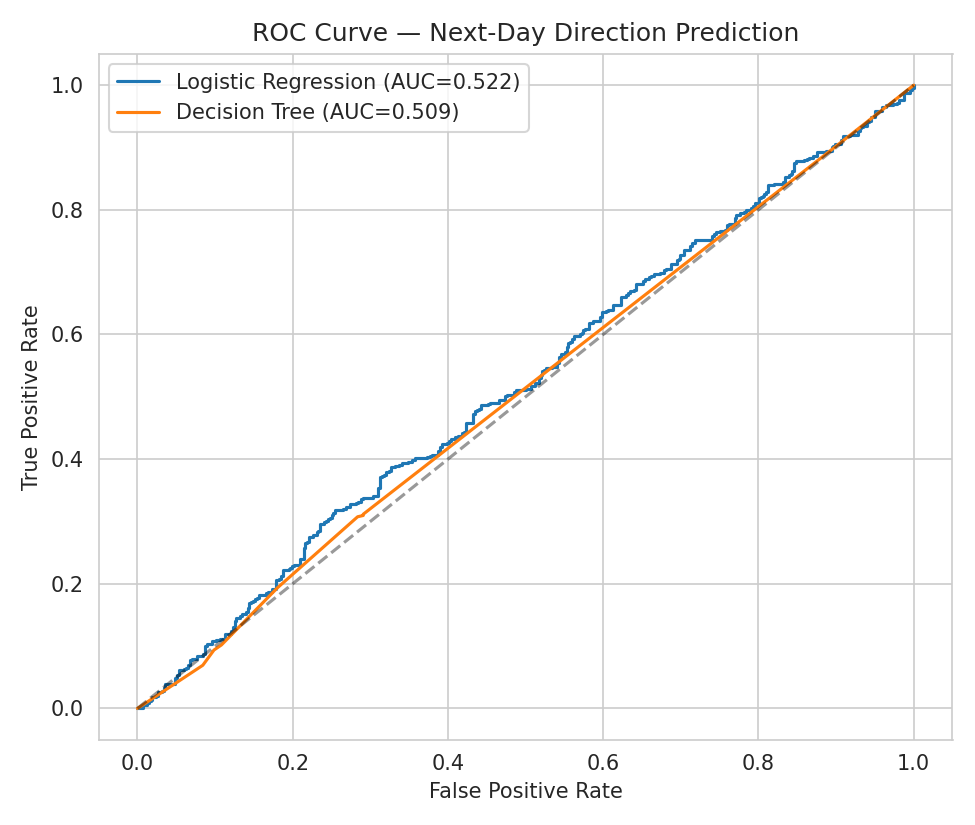 ROC Curve — Next-Day Direction Prediction
Logistic Regression (AUC=0.522)
Decision Tree (AUC=0.509)
True Positive Rate
1.0
0.8
0.6
0.4
0.2
0.0
0.0 0.2 0.4 0.6 0.8 1.0
False Positive Rate